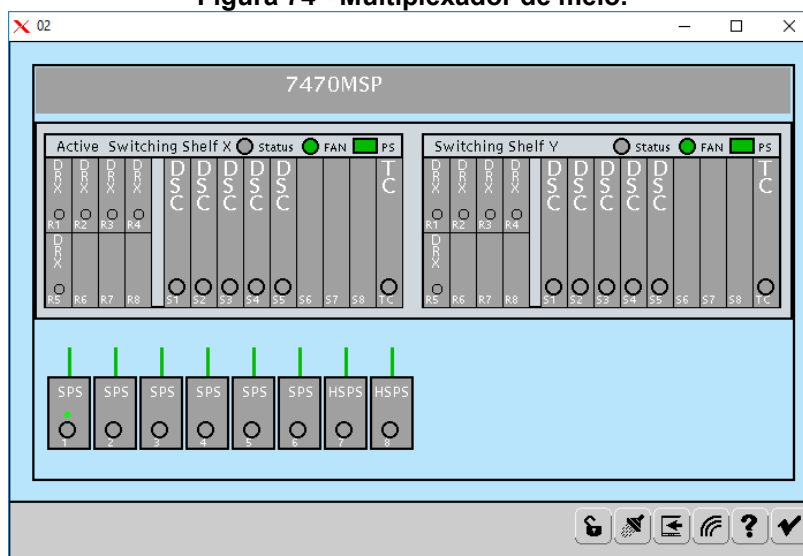 Figura 74 - Multiplexador de meio.
02
7470MSP
Active Switching Shelf X Status FAN PS
DRX DRX DRX DRX DSC DSC DSC DSC DSC TC
R1 R2 R3 R4
DRX
R5 R6 R7 R8 S1 S2 S3 S4 S5 S6 S7 S8 TC
Switching Shelf Y Status FAN PS
DRX DRX DRX DRX DSC DSC DSC DSC DSC TC
R1 R2 R3 R4
DRX
R5 R6 R7 R8 S1 S2 S3 S4 S5 S6 S7 S8 TC
SPS SPS SPS SPS SPS SPS HSPS HSPS
1 2 3 4 5 6 7 8
?